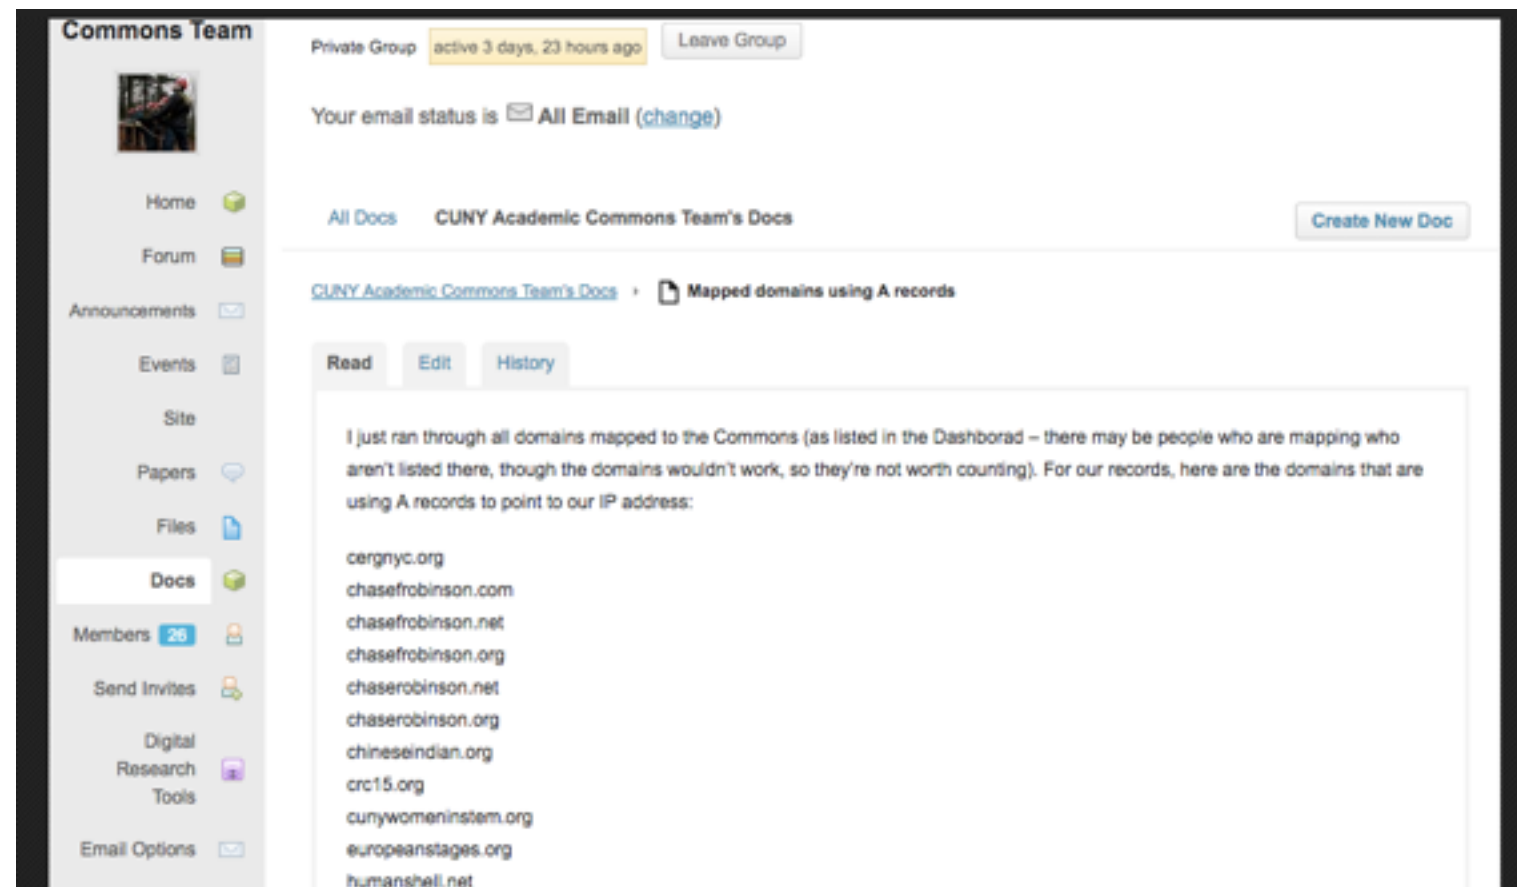 Commons Team
Private Group active 3 days, 23 hours ago Leave Group
Your email status is All Email (change)
Home
Forum
Announcements
Events
Site
Papers
Files
Docs
Members 26
Send Invites
Digital
Research
Tools
Email Options
All Docs CUNY Academic Commons Team's Docs Create New Doc
CUNY Academic Commons Team's Docs › Mapped domains using A records
Read Edit History
I just ran through all domains mapped to the Commons (as listed in the Dashborad – there may be people who are mapping who
aren't listed there, though the domains wouldn't work, so they're not worth counting). For our records, here are the domains that are
using A records to point to our IP address:
cergnyc.org
chasefrobinson.com
chasefrobinson.net
chasefrobinson.org
chaserobinson.net
chaserobinson.org
chineseindian.org
crc15.org
cunywomeninstem.org
europeanstages.org
humanshell.net